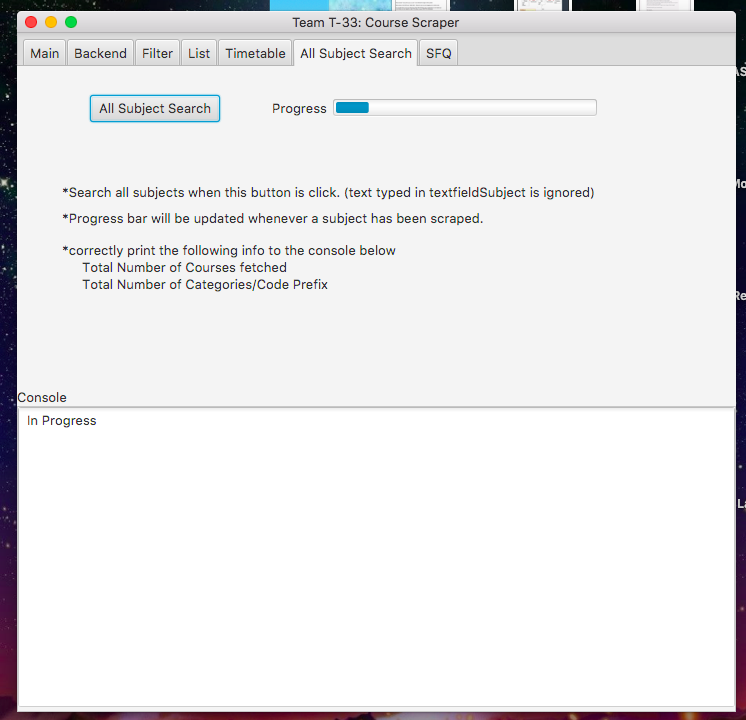 Team T-33: Course Scraper
Main Backend Filter List Timetable All Subject Search SFQ
All Subject Search Progress
*Search all subjects when this button is click. (text typed in textfieldSubject is ignored)
*Progress bar will be updated whenever a subject has been scraped.
*correctly print the following info to the console below
Total Number of Courses fetched
Total Number of Categories/Code Prefix
Console
In Progress